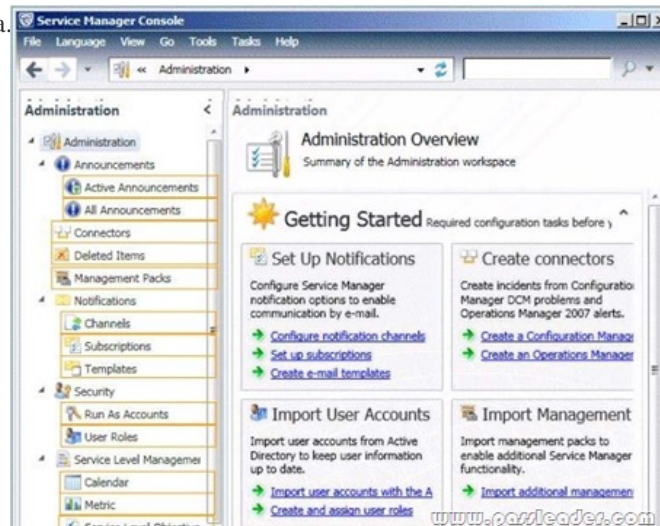 a.
Service Manager Console
File Language View Go Tools Tasks Help
« Administration
Administration
Administration
Announcements
Active Announcements
All Announcements
Connectors
Deleted Items
Management Packs
Notifications
Channels
Subscriptions
Templates
Security
Run As Accounts
User Roles
Service Level Managemer
Calendar
Metric
Service Level Objective
Administration
Administration Overview
Summary of the Administration workspace
Getting Started Required configuration tasks before y
Set Up Notifications
Configure Service Manager
notification options to enable
communication by e-mail.
Configure notification channels
Set up subscriptions
Create e-mail templates
Create connectors
Create incidents from Configuratio
Manager DCM problems and
Operations Manager 2007 alerts.
Create a Configuration Manag
Create an Operations Manager
Import User Accounts
Import user accounts from Active
Directory to keep user information
up to date.
Import user accounts with the A
Create and assign user roles
Import Management
Import management packs to
enable additional Service Manager
functionality.
Import additional managemen
www.passleader.com